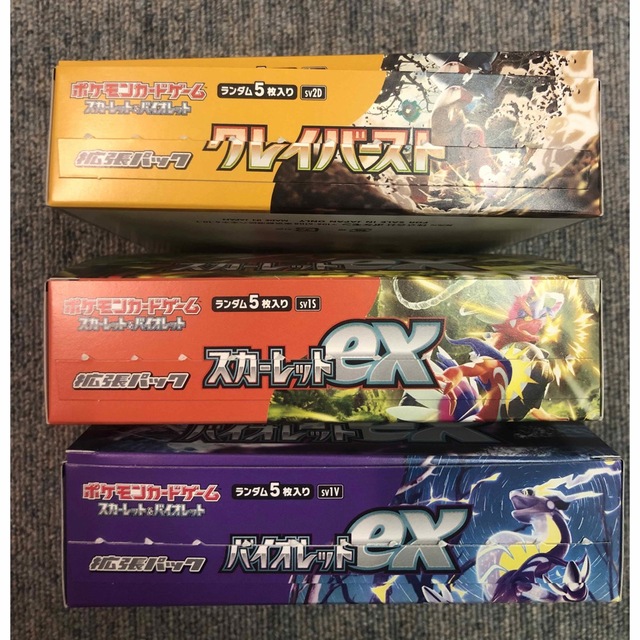 ポケモンカードゲーム
スカーレット&バイオレット
ランダム5枚入り
sv2D
拡張パック
クレイバースト
ポケモンカードゲーム
スカーレット&バイオレット
ランダム5枚入り
sv1S
拡張パック
スカーレットex
ポケモンカードゲーム
スカーレット&バイオレット
ランダム5枚入り
sv1V
拡張パック
バイオレットex